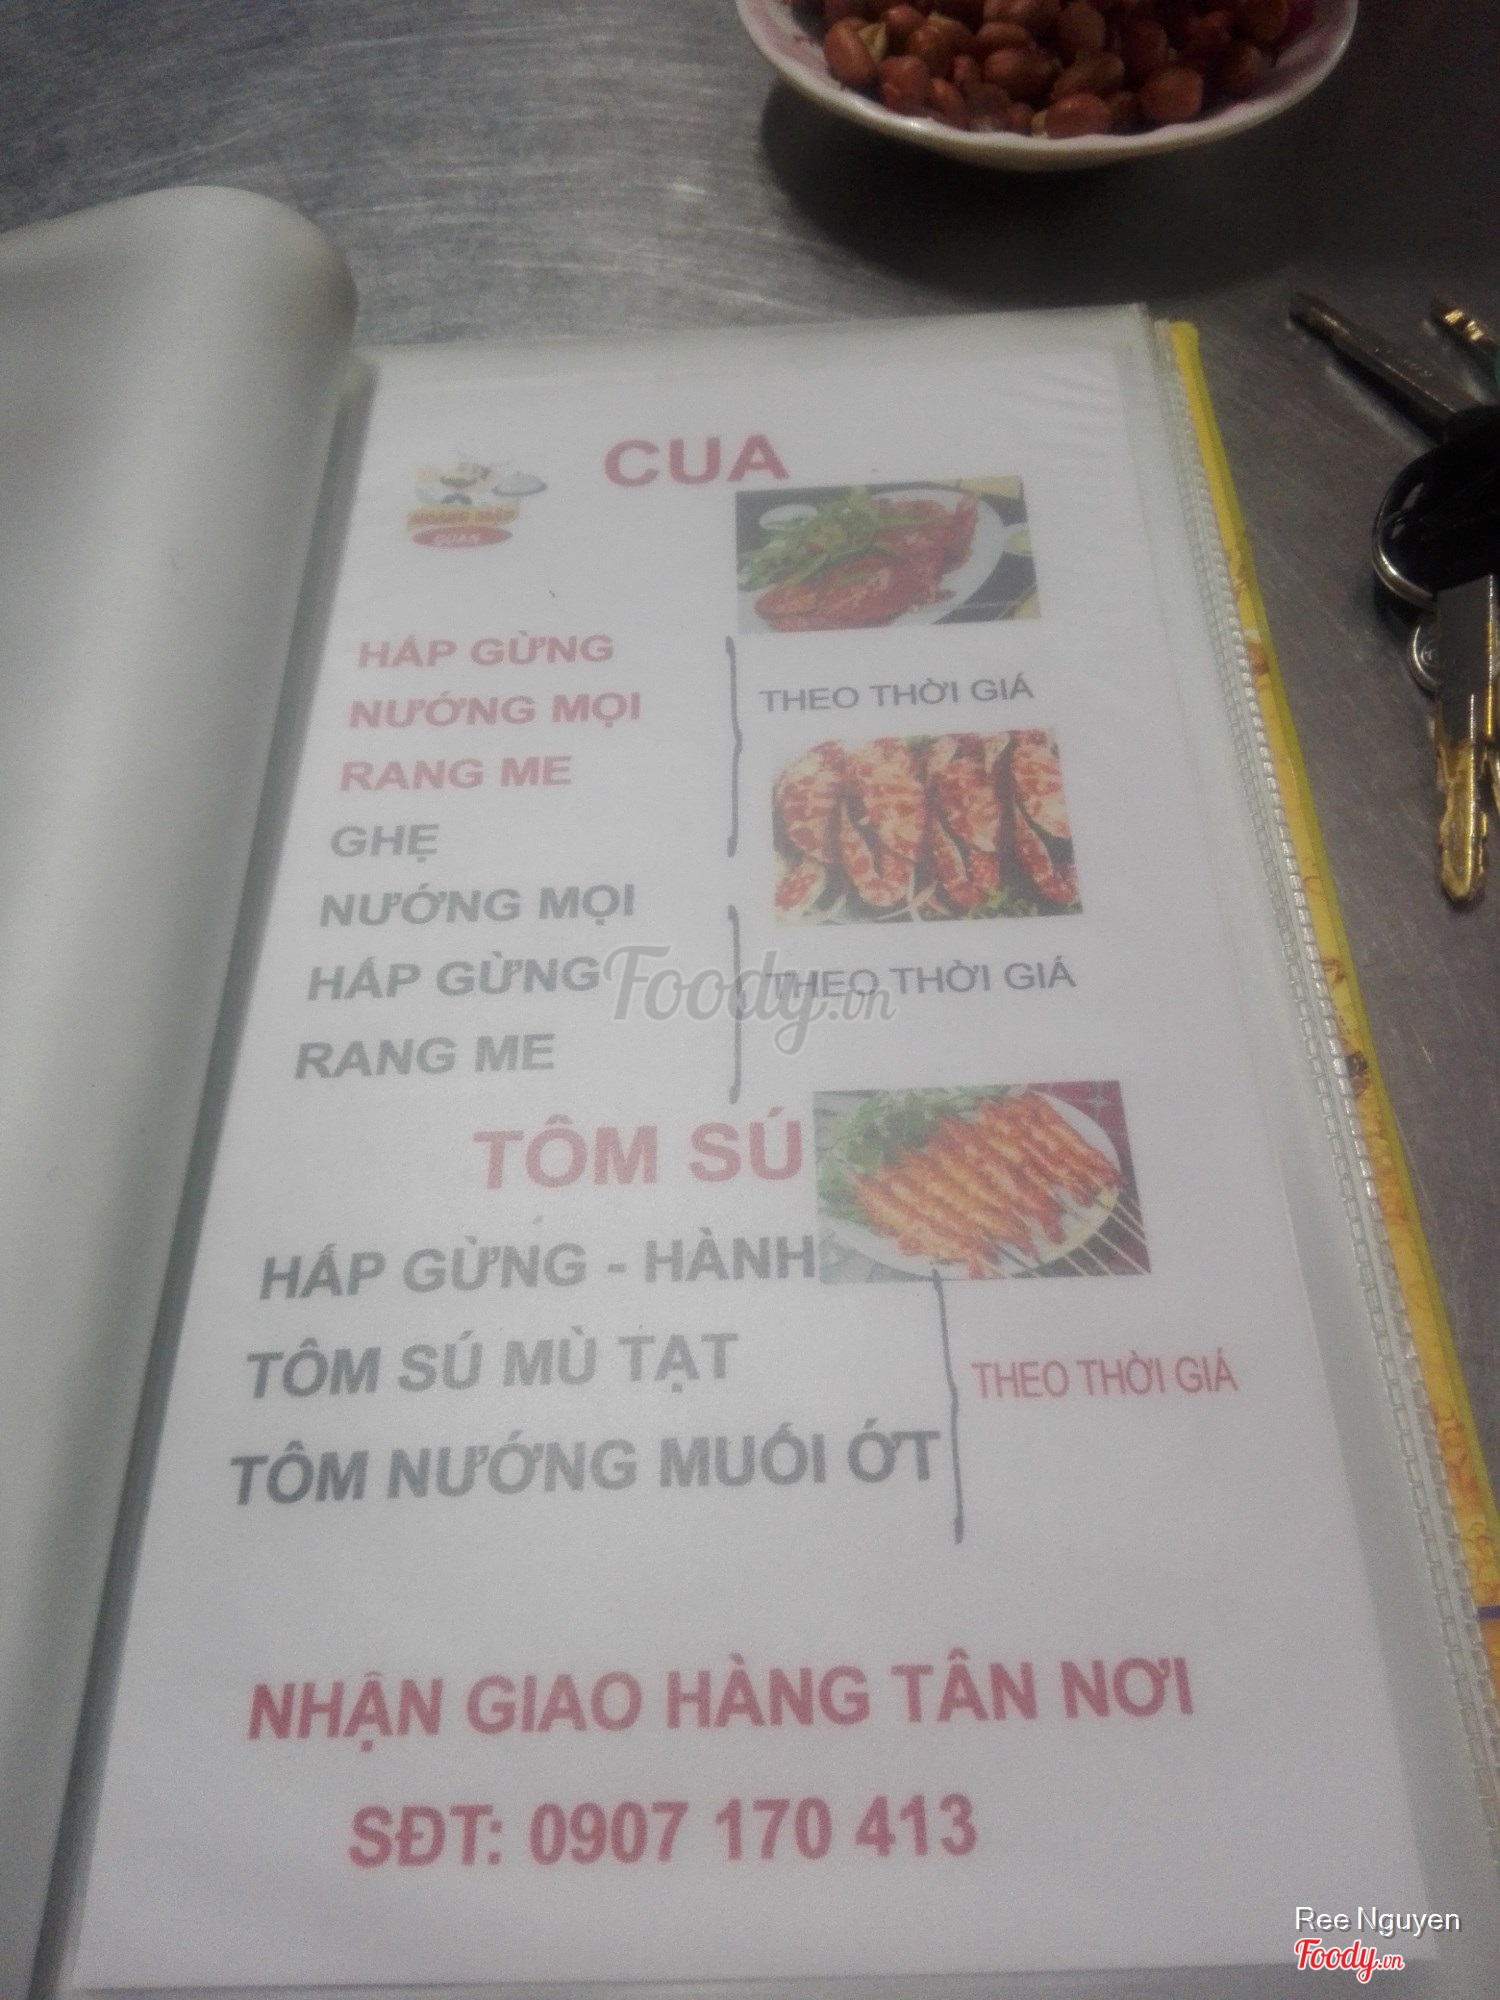 CUA
QUÁN
HẤP GỪNG
NƯỚNG MỌI
THEO THỜI GIÁ
RANG ME
GHẸ
NƯỚNG MỌI
HẤP GỪNG
THEO THỜI GIÁ
RANG ME
TÔM SÚ
HẤP GỪNG - HÀNH
TÔM SÚ MÙ TẠT
THEO THỜI GIÁ
TÔM NƯỚNG MUỐI ỚT
NHẬN GIAO HÀNG TÂN NƠI
SĐT: 0907 170 413
Foody.vn
Ree Nguyen
Foody.vn